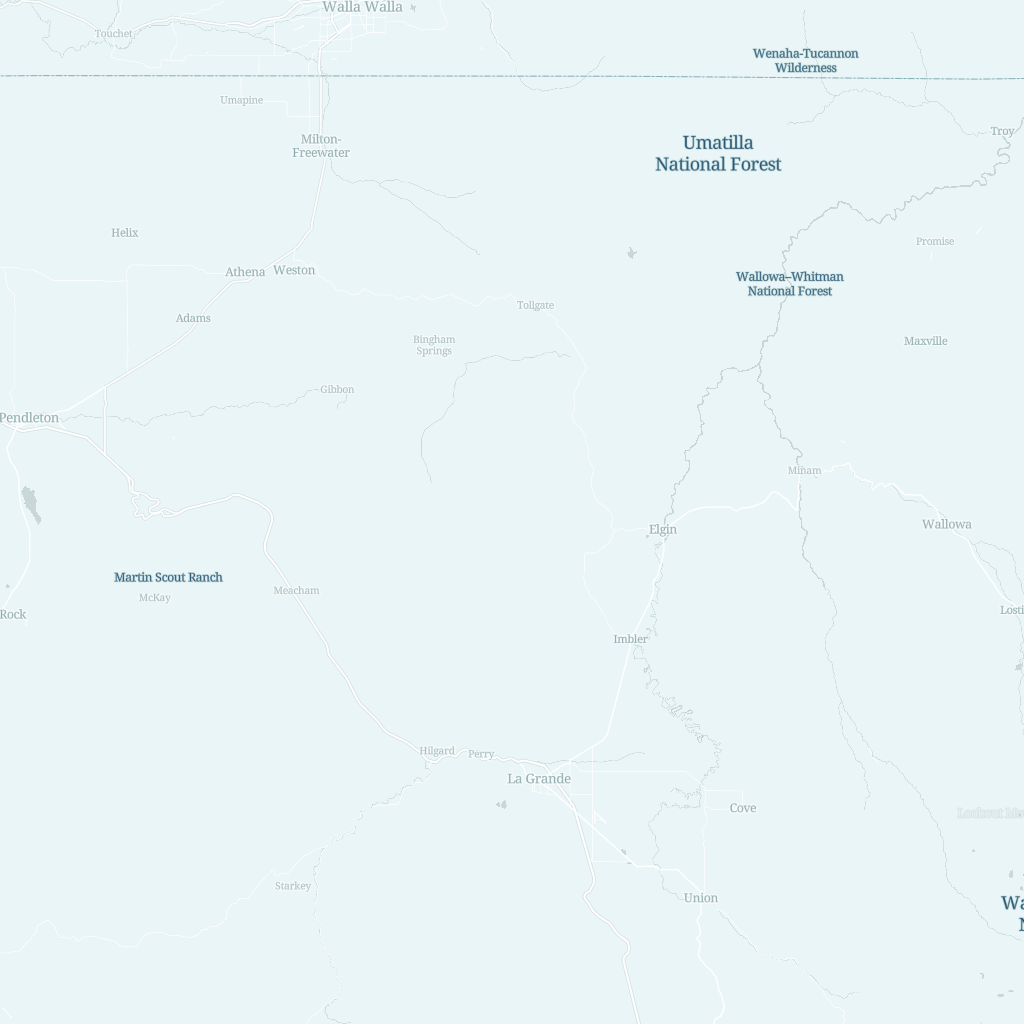 Walla Walla
Touchet
Wenaha-Tucannon
Wilderness
Umapine
Troy
Milton-
Freewater
Umatilla
National Forest
Helix
Promise
Athena
Weston
Wallowa–Whitman
National Forest
Tollgate
Adams
Bingham
Springs
Maxville
Gibbon
Pendleton
Minam
Wallowa
Elgin
Martin Scout Ranch
McKay
Meacham
Rock
Losti
Imbler
Hilgard
Perry
La Grande
Cove
Lookout
Starkey
Union
Wa
N